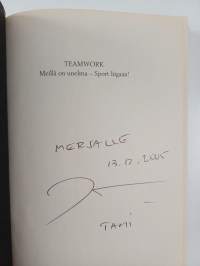 TEAMWORK
Meillä on unelma – Sport liigaan!
MERJALLE
13.12.2005
TAMI